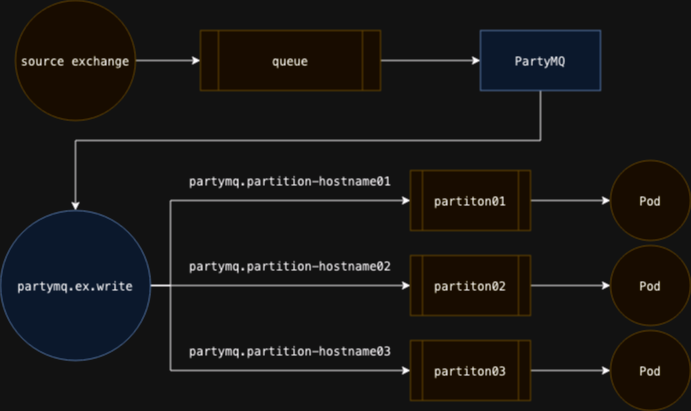 source exchange
queue
PartyMQ
partymq.partition-hostname01
partiton01
Pod
partymq.ex.write
partymq.partition-hostname02
partiton02
Pod
partymq.partition-hostname03
partiton03
Pod